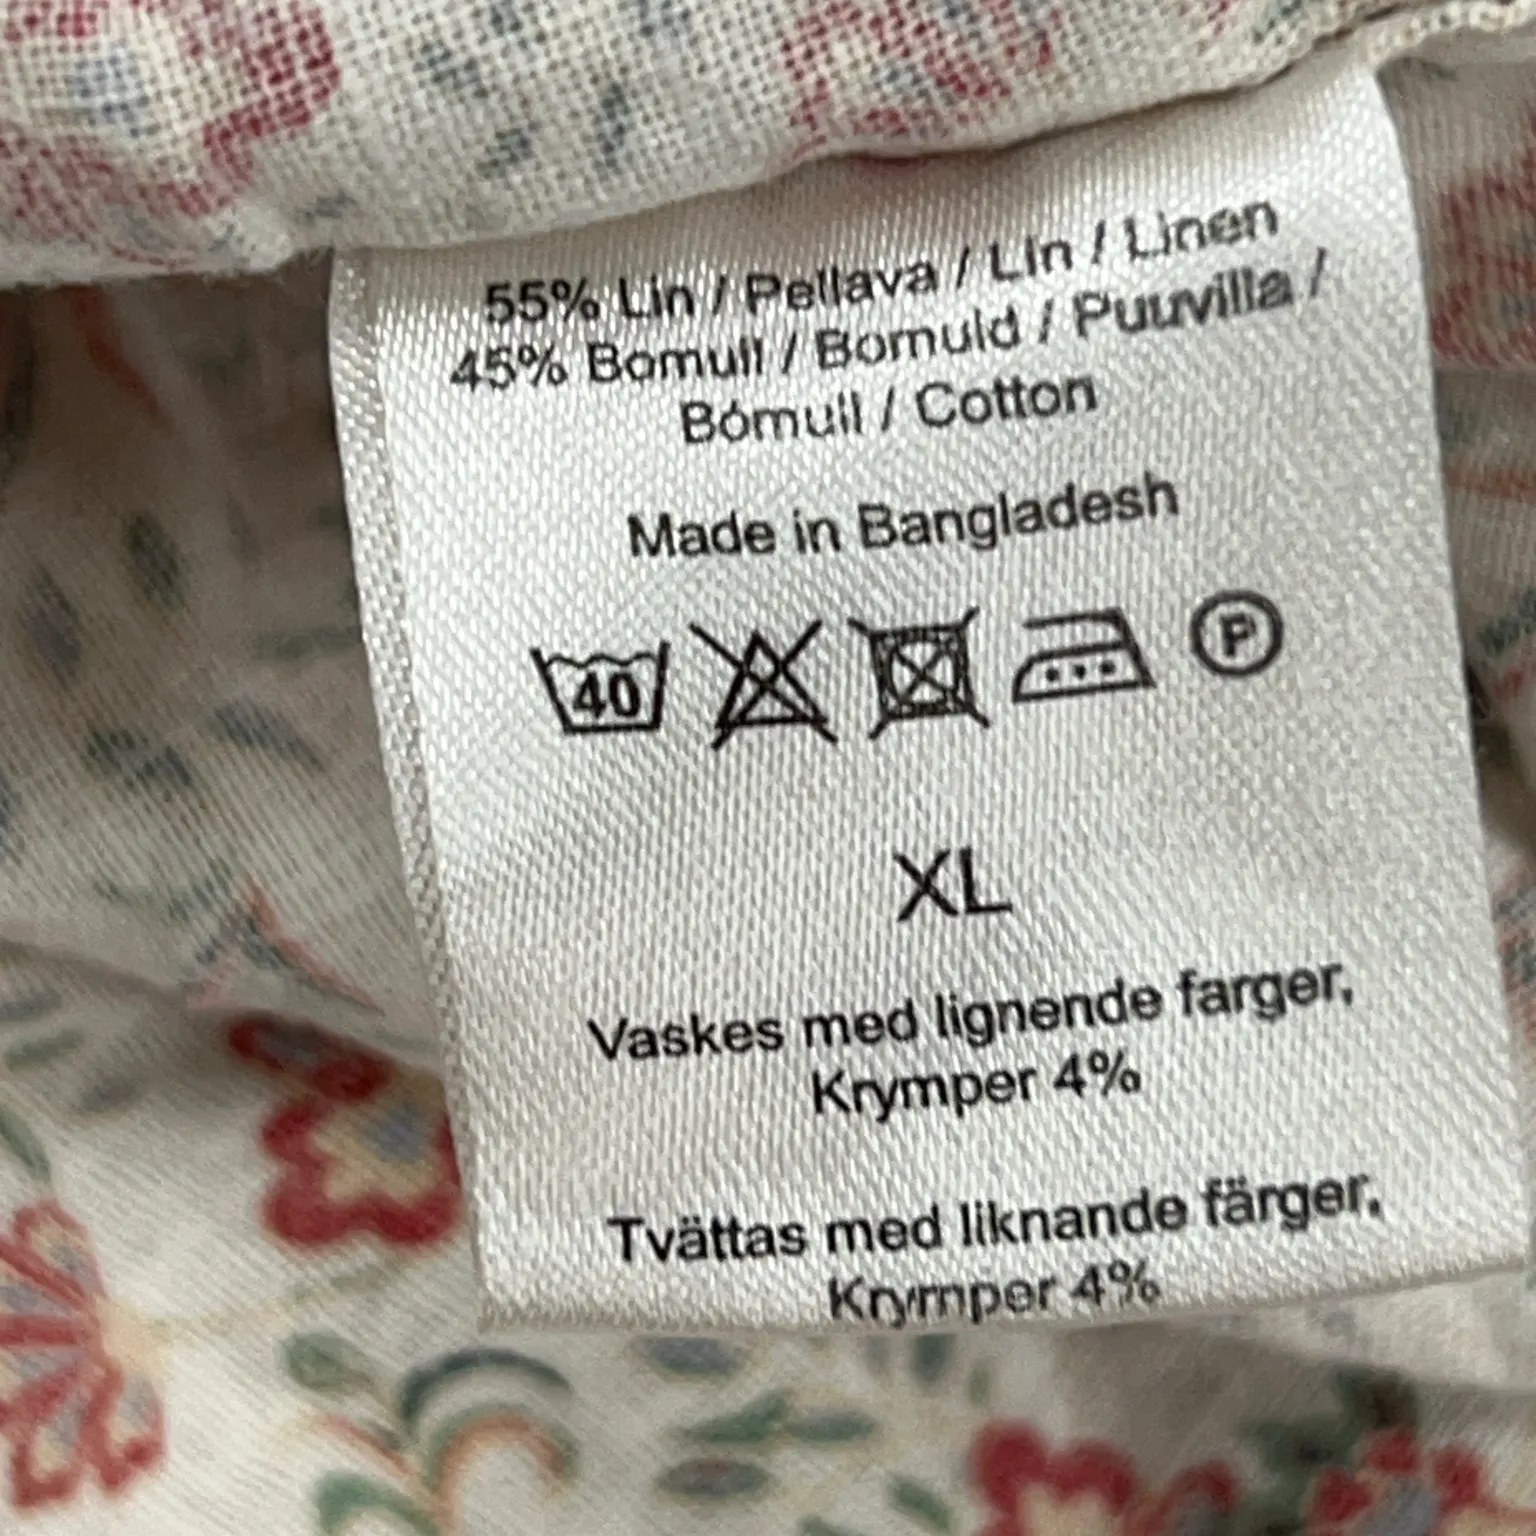 55% Lin / Pellava / Lín / Linen
45% Bomull / Bomuld / Puuvilla /
Bómull / Cotton
Made in Bangladesh
40
P
XL
Vaskes med lignende farger,
Krymper 4%
Tvättas med liknande färger,
Krymper 4%